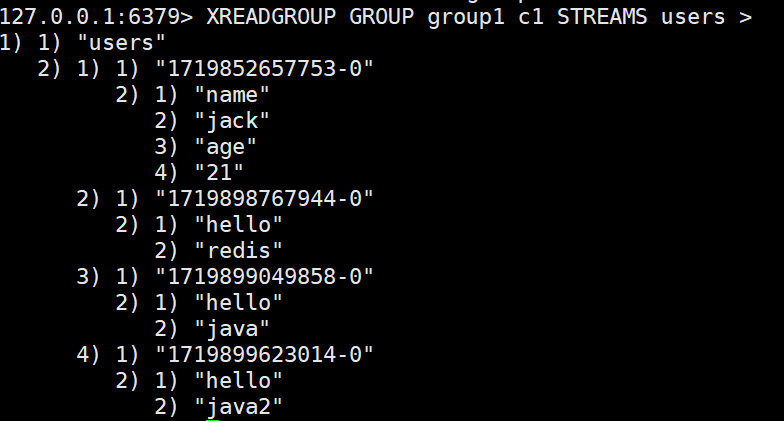 127.0.0.1:6379> XREADGROUP GROUP group1 c1 STREAMS users >
1) 1) "users"
   2) 1) 1) "1719852657753-0"
         2) 1) "name"
            2) "jack"
            3) "age"
            4) "21"
      2) 1) "1719898767944-0"
         2) 1) "hello"
            2) "redis"
      3) 1) "1719899049858-0"
         2) 1) "hello"
            2) "java"
      4) 1) "1719899623014-0"
         2) 1) "hello"
            2) "java2"